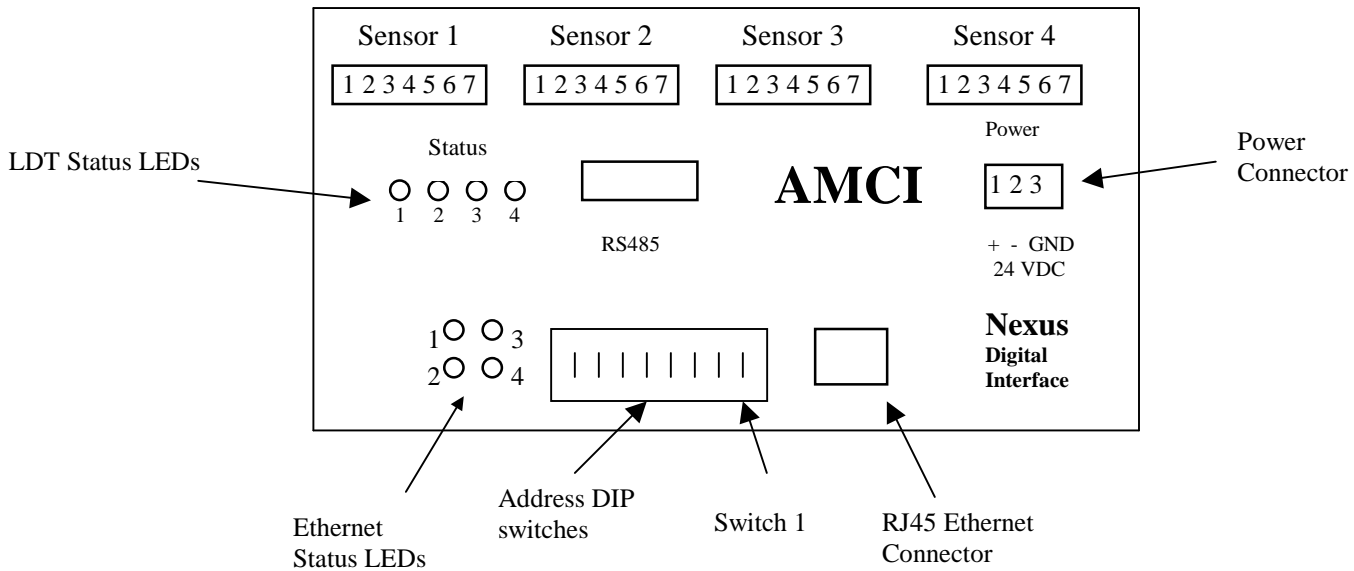 Sensor 1 Sensor 2 Sensor 3 Sensor 4
1 2 3 4 5 6 7 1 2 3 4 5 6 7 1 2 3 4 5 6 7 1 2 3 4 5 6 7
Power
Status
LDT Status LEDs
Power
Connector
AMCI
1 2 3
1 2 3 4
RS485
+ - GND
24 VDC
1 3
2 4
Nexus
Digital
Interface
Address DIP
switches
Switch 1
RJ45 Ethernet
Connector
Ethernet
Status LEDs